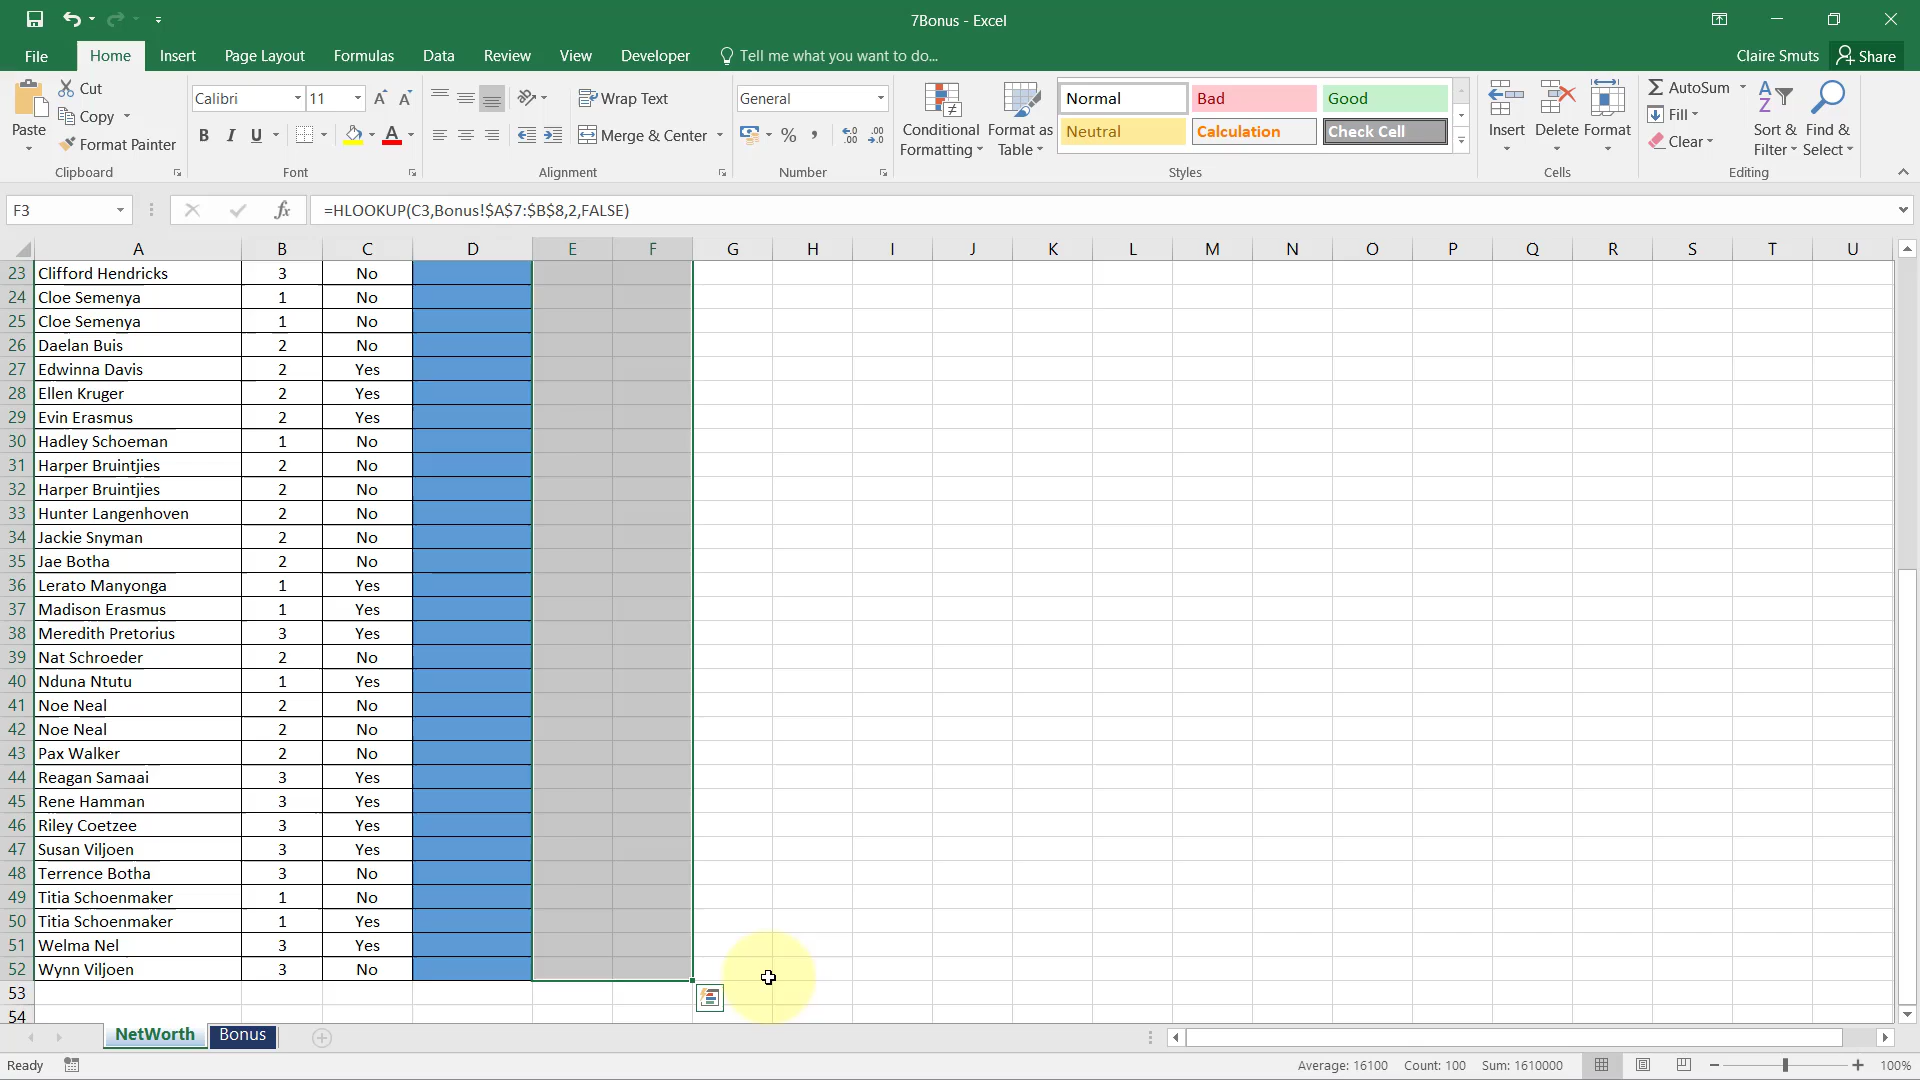 7Bonus - Excel
File Home Insert Page Layout Formulas Data Review View Developer Tell me what you want to do... Claire Smuts Share
Paste Cut Copy Format Painter Clipboard
Calibri 11 B I U A A A Font
Wrap Text Merge & Center Alignment
General % , Number
Conditional Formatting Format as Table
Normal Bad Good
Neutral Calculation Check Cell
Styles
Insert Delete Format Cells
AutoSum Fill Clear Sort & Filter Find & Select Editing
F3 fx =HLOOKUP(C3,Bonus!$A$7:$B$8,2,FALSE)
A B C D E F G H I J K L M N O P Q R S T U
23 Clifford Hendricks 3 No
24 Cloe Semenya 1 No
25 Cloe Semenya 1 No
26 Daelan Buis 2 No
27 Edwinna Davis 2 Yes
28 Ellen Kruger 2 Yes
29 Evin Erasmus 2 Yes
30 Hadley Schoeman 1 No
31 Harper Bruintjies 2 No
32 Harper Bruintjies 2 No
33 Hunter Langenhoven 2 No
34 Jackie Snyman 2 No
35 Jae Botha 2 No
36 Lerato Manyonga 1 Yes
37 Madison Erasmus 1 Yes
38 Meredith Pretorius 3 Yes
39 Nat Schroeder 2 No
40 Nduna Ntutu 1 Yes
41 Noe Neal 2 No
42 Noe Neal 2 No
43 Pax Walker 2 No
44 Reagan Samaai 3 Yes
45 Rene Hamman 3 Yes
46 Riley Coetzee 3 Yes
47 Susan Viljoen 3 Yes
48 Terrence Botha 3 No
49 Titia Schoenmaker 1 No
50 Titia Schoenmaker 1 Yes
51 Welma Nel 3 Yes
52 Wynn Viljoen 3 No
53
54
NetWorth Bonus
Ready Average: 16100 Count: 100 Sum: 1610000 100%